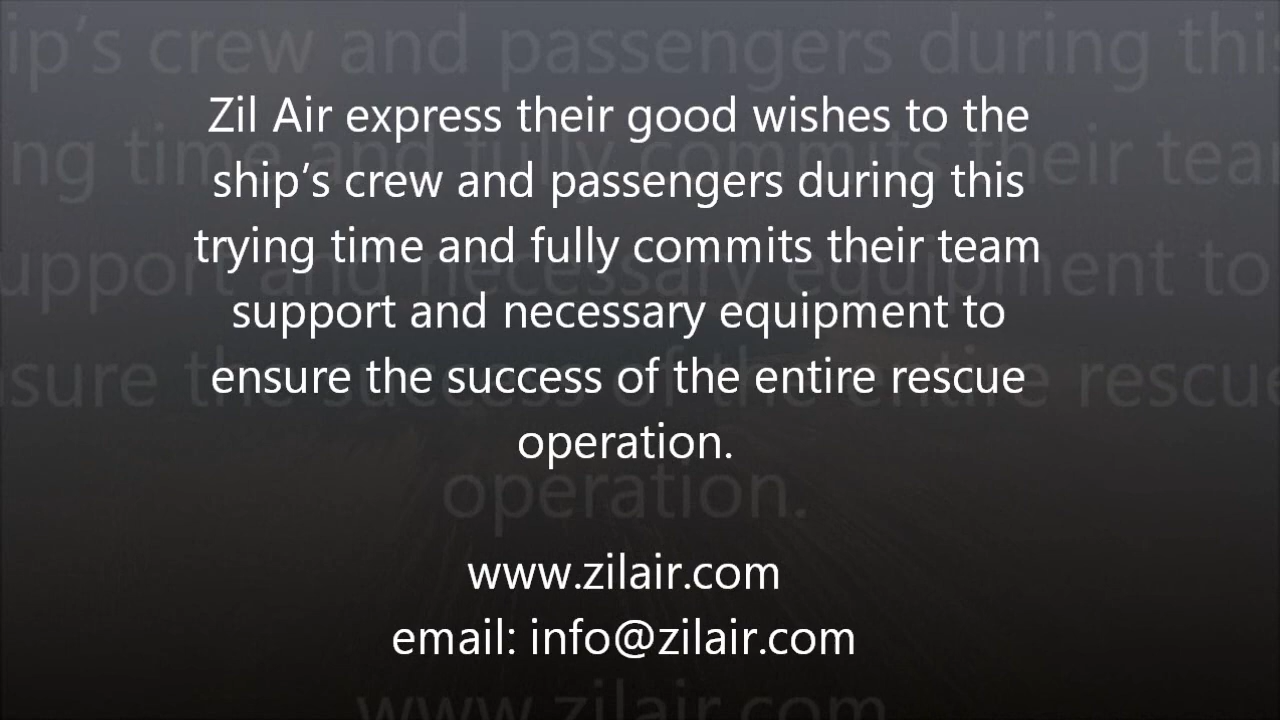 Zil Air express their good wishes to the
ship's crew and passengers during this
trying time and fully commits their team
support and necessary equipment to
ensure the success of the entire rescue
operation.
www.zilair.com
email: info@zilair.com